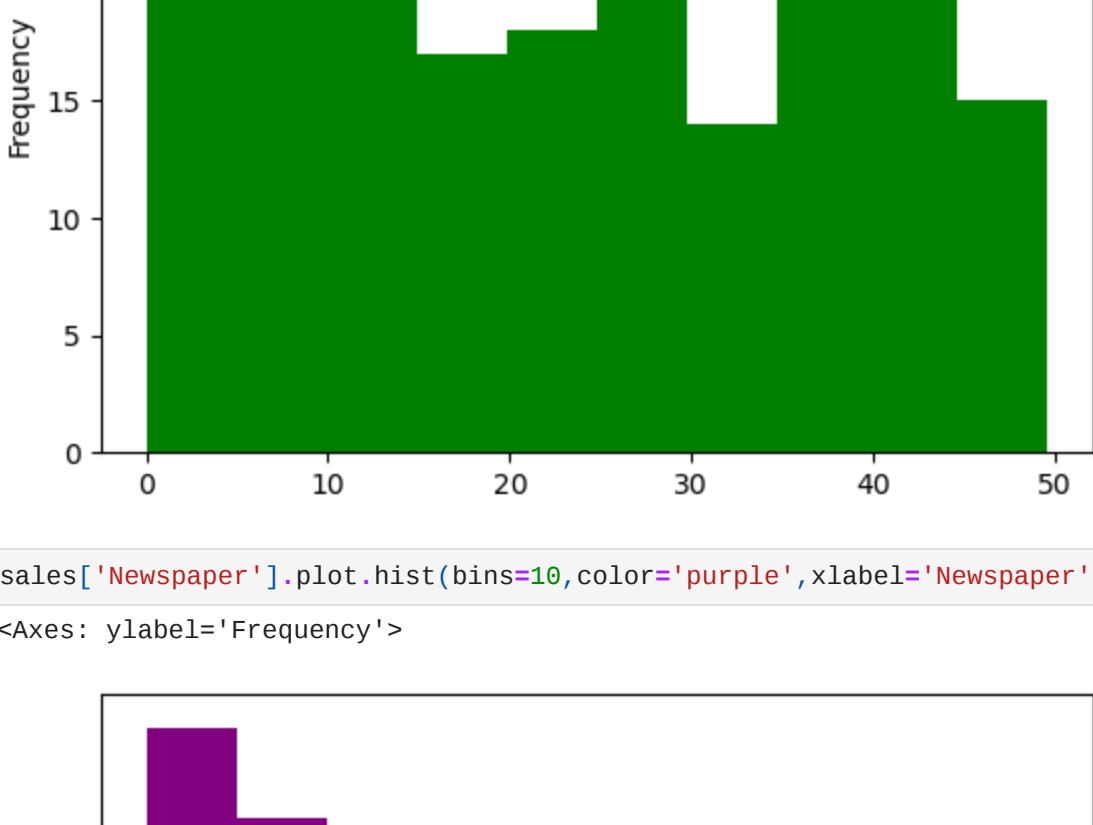 Frequency
15
10
5
0
0 10 20 30 40 50
sales['Newspaper'].plot.hist(bins=10,color='purple',xlabel='Newspaper'
<Axes: ylabel='Frequency'>